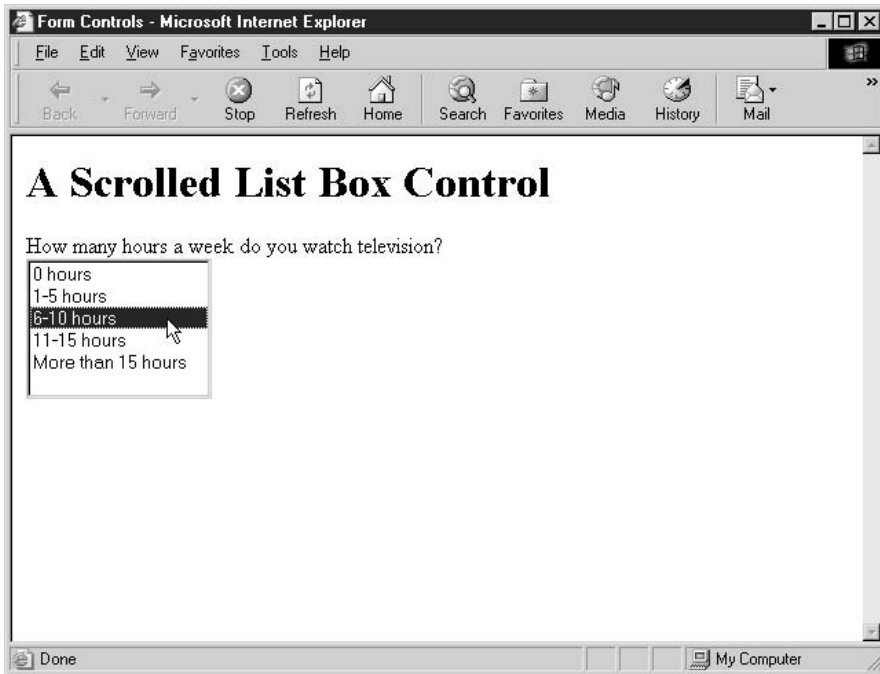 Form Controls - Microsoft Internet Explorer
File Edit View Favorites Tools Help
Back Forward Stop Refresh Home Search Favorites Media History Mail »
A Scrolled List Box Control
How many hours a week do you watch television?
0 hours
1-5 hours
6-10 hours
11-15 hours
More than 15 hours
Done My Computer